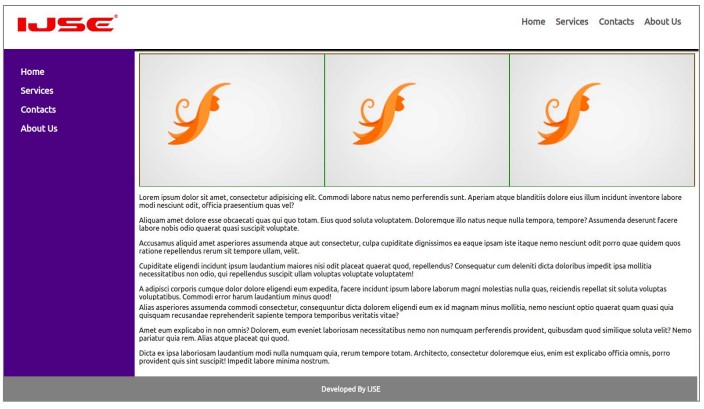 IJSE
Home Services Contacts About Us
Home
Services
Contacts
About Us
Lorem ipsum dolor sit amet, consectetur adipisicing elit. Commodi labore natus nemo perferendis sunt. Aperiam atque blanditiis dolore eius illum incidunt inventore labore
modi nesciunt odit, officia praesentium quas vel?
Aliquam amet dolore esse obcaecati quas qui quo totam. Eius quod soluta voluptatem. Doloremque illo natus neque nulla tempora, tempore? Assumenda deserunt facere
labore nobis odio quaerat quasi suscipit voluptate.
Accusamus aliquid amet asperiores assumenda atque aut consectetur, culpa cupiditate dignissimos ea eaque ipsam iste itaque nemo nesciunt odit porro quae quidem quos
ratione repellendus rerum sit tempore ullam, velit.
Cupiditate eligendi incidunt ipsum laudantium maiores nisi odit placeat quaerat quod, repellendus? Consequatur cum deleniti dicta doloribus impedit ipsa mollitia
necessitatibus non odio, qui repellendus suscipit ullam voluptas voluptate voluptatem!
A adipisci corporis cumque dolor dolore eligendi eum expedita, facere incidunt ipsum labore laborum magni molestias nulla quas, reiciendis repellat sit soluta voluptas
voluptatibus. Commodi error harum laudantium minus quod!
Alias asperiores assumenda commodi consectetur, consequuntur dicta dolorem eligendi eum ex id magnam minus mollitia, nemo nesciunt optio quaerat quam quasi quia
quisquam recusandae reprehenderit sapiente tempora temporibus veritatis vitae?
Amet eum explicabo in non omnis? Dolorem, eum eveniet laboriosam necessitatibus nemo non numquam perferendis provident, quibusdam quod similique soluta velit? Nemo
pariatur quia rem. Alias atque placeat qui quod.
Dicta ex ipsa laboriosam laudantium modi nulla numquam quia, rerum tempore totam. Architecto, consectetur doloremque eius, enim est explicabo officia omnis, porro
provident quis sint suscipit! Impedit labore minima nostrum.
Developed By IJSE